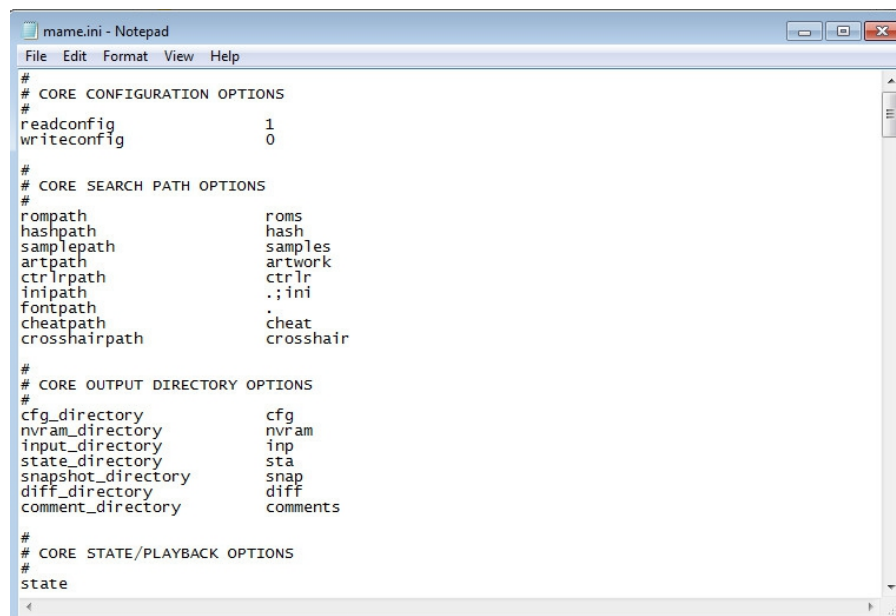 mame.ini - Notepad
File Edit Format View Help
#
# CORE CONFIGURATION OPTIONS
#
readconfig 1
writeconfig 0
#
# CORE SEARCH PATH OPTIONS
#
rompath roms
hashpath hash
samplepath samples
artpath artwork
ctrlrpath ctrlr
inipath .;ini
fontpath .
cheatpath cheat
crosshairpath crosshair
#
# CORE OUTPUT DIRECTORY OPTIONS
#
cfg_directory cfg
nvram_directory nvram
input_directory inp
state_directory sta
snapshot_directory snap
diff_directory diff
comment_directory comments
#
# CORE STATE/PLAYBACK OPTIONS
#
state